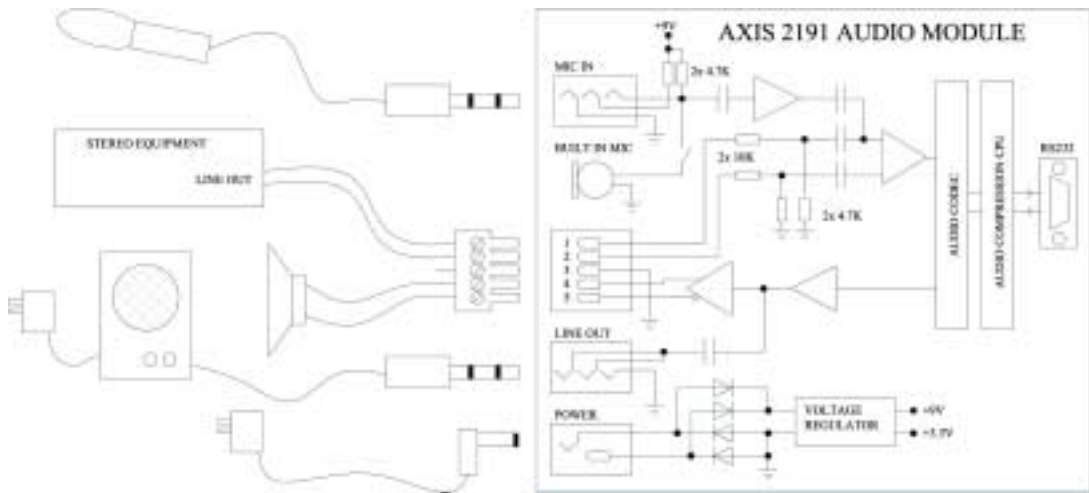 STEREO EQUIPMENT
LINE OUT
AXIS 2191 AUDIO MODULE
+9V
MIC IN
2x 4.7K
BUILT IN MIC
2x 10K
2x 4.7K
RS232
AUDIO CODEC
AUDIO COMPRESSION CPU
1
2
3
4
5
LINE OUT
POWER
VOLTAGE
REGULATOR
+9V
+3.3V